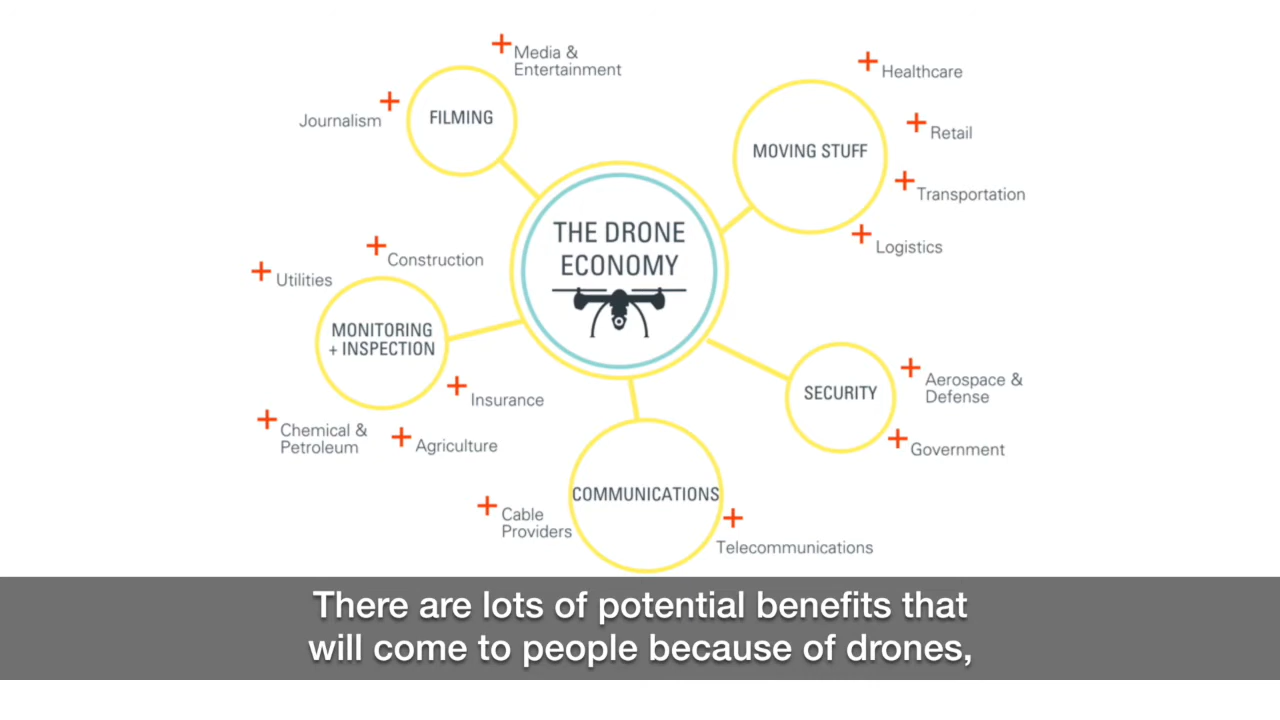 Media &
Entertainment
Journalism
FILMING
Healthcare
Retail
MOVING STUFF
Transportation
Logistics
THE DRONE
ECONOMY
Construction
Utilities
MONITORING
+ INSPECTION
Insurance
Chemical &
Petroleum
Agriculture
SECURITY
Aerospace &
Defense
Government
COMMUNICATIONS
Cable
Providers
Telecommunications
There are lots of potential benefits that
will come to people because of drones,